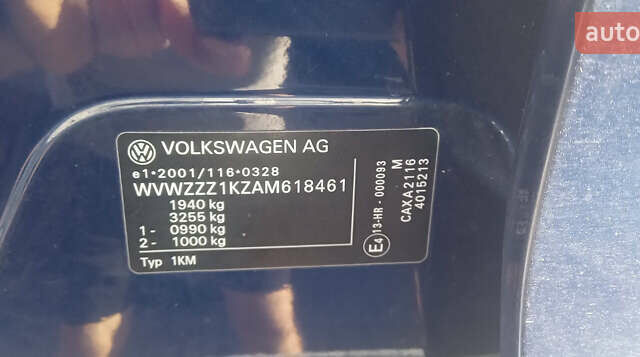 auto
VOLKSWAGEN AG
e1*2001/116*0328
WVWZZZ1KZAM618461
1940 kg
3255 kg
1 - 0990 kg
2- 1000 kg
Typ 1KM
E4
13-HR - 000093
M
CAXA2116
4015213